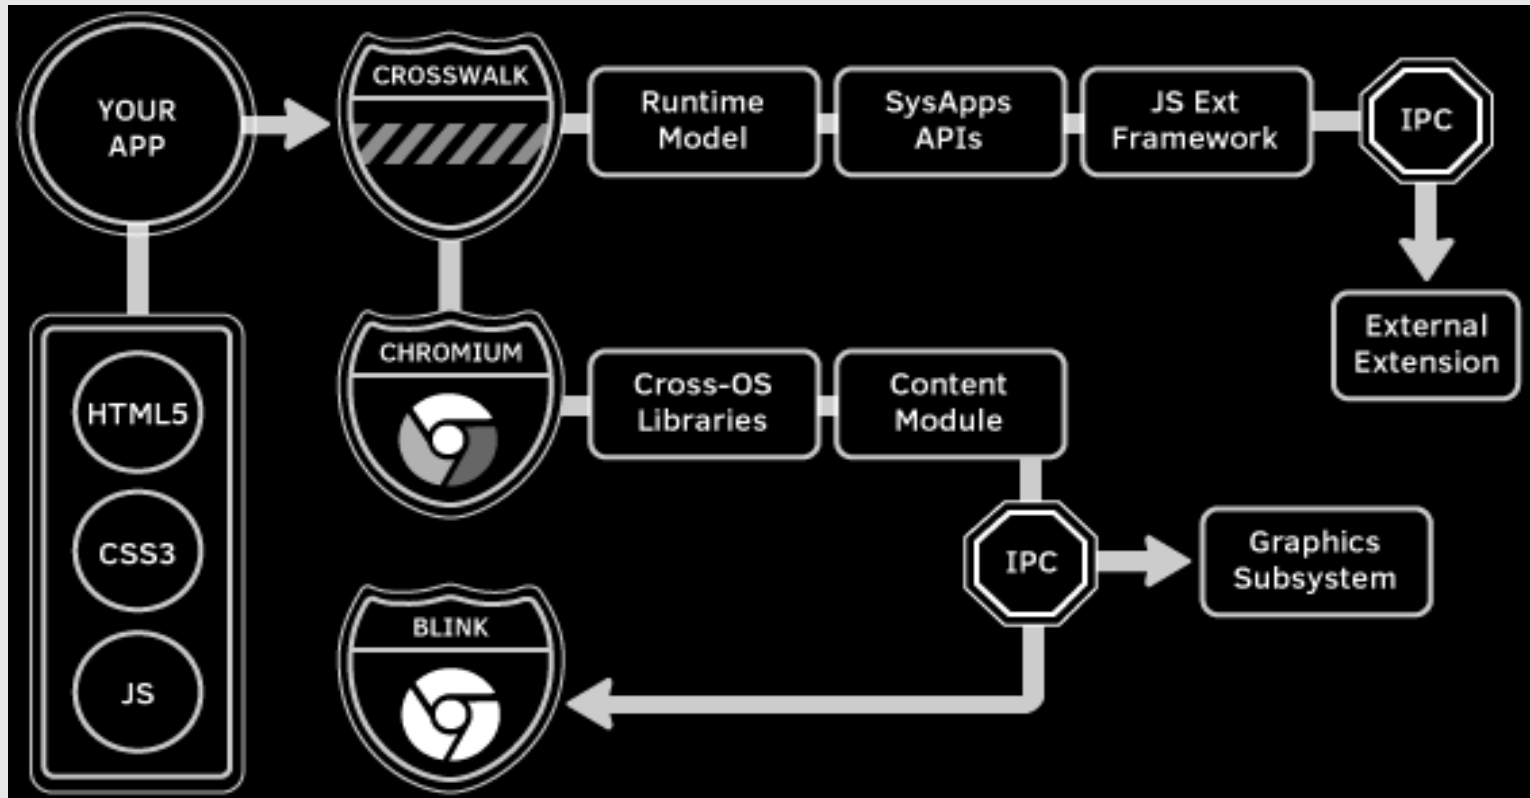 YOUR
APP
CROSSWALK
Runtime
Model
SysApps
APIs
JS Ext
Framework
IPC
External
Extension
HTML5
CSS3
JS
CHROMIUM
Cross-OS
Libraries
Content
Module
IPC
Graphics
Subsystem
BLINK